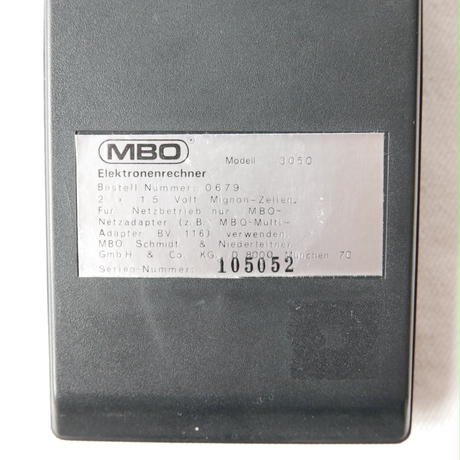 MBO Modell 3050
Elektronenrechner
Bestell Nummer: 0679
2 x 1.5 Volt Mignon-Zellen.
Für Netzbetrieb nur MBO-
Netzadapter (z.B. MBO-Multi-
Adapter BV 116) verwenden.
MBO Schmidt & Niederleitner
GmbH & Co. KG, D 8000 München 70
Serien-Nummer: 105052